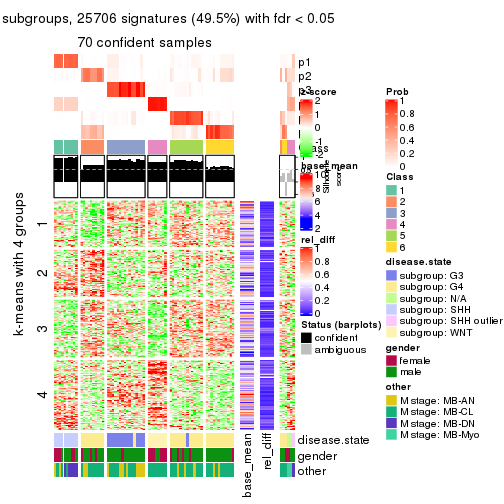 subgroups, 25706 signatures (49.5%) with fdr < 0.05
70 confident samples
k-means with 4 groups
1
2
3
4
p1
p2
Silhouette
score
base_mean
rel_diff
disease.state
gender
other
z-score
2
1
0
-1
-2
base_mean
10
8
6
4
2
rel_diff
1
0.8
0.6
0.4
0.2
0
Status (barplots)
confident
ambiguous
Prob
1
0.8
0.6
0.4
0.2
0
Class
1
2
3
4
5
6
disease.state
subgroup: G3
subgroup: G4
subgroup: N/A
subgroup: SHH
subgroup: SHH outlier
subgroup: WNT
gender
female
male
other
M stage: MB-AN
M stage: MB-CL
M stage: MB-DN
M stage: MB-Myo